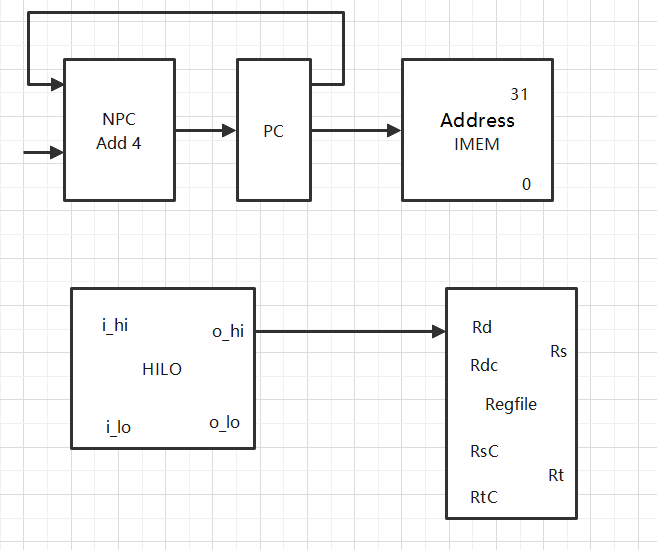 NPC
Add 4
PC
31
Address
IMEM
0
i_hi
o_hi
HILO
i_lo
o_lo
Rd
Rs
Rdc
Regfile
RsC
Rt
RtC